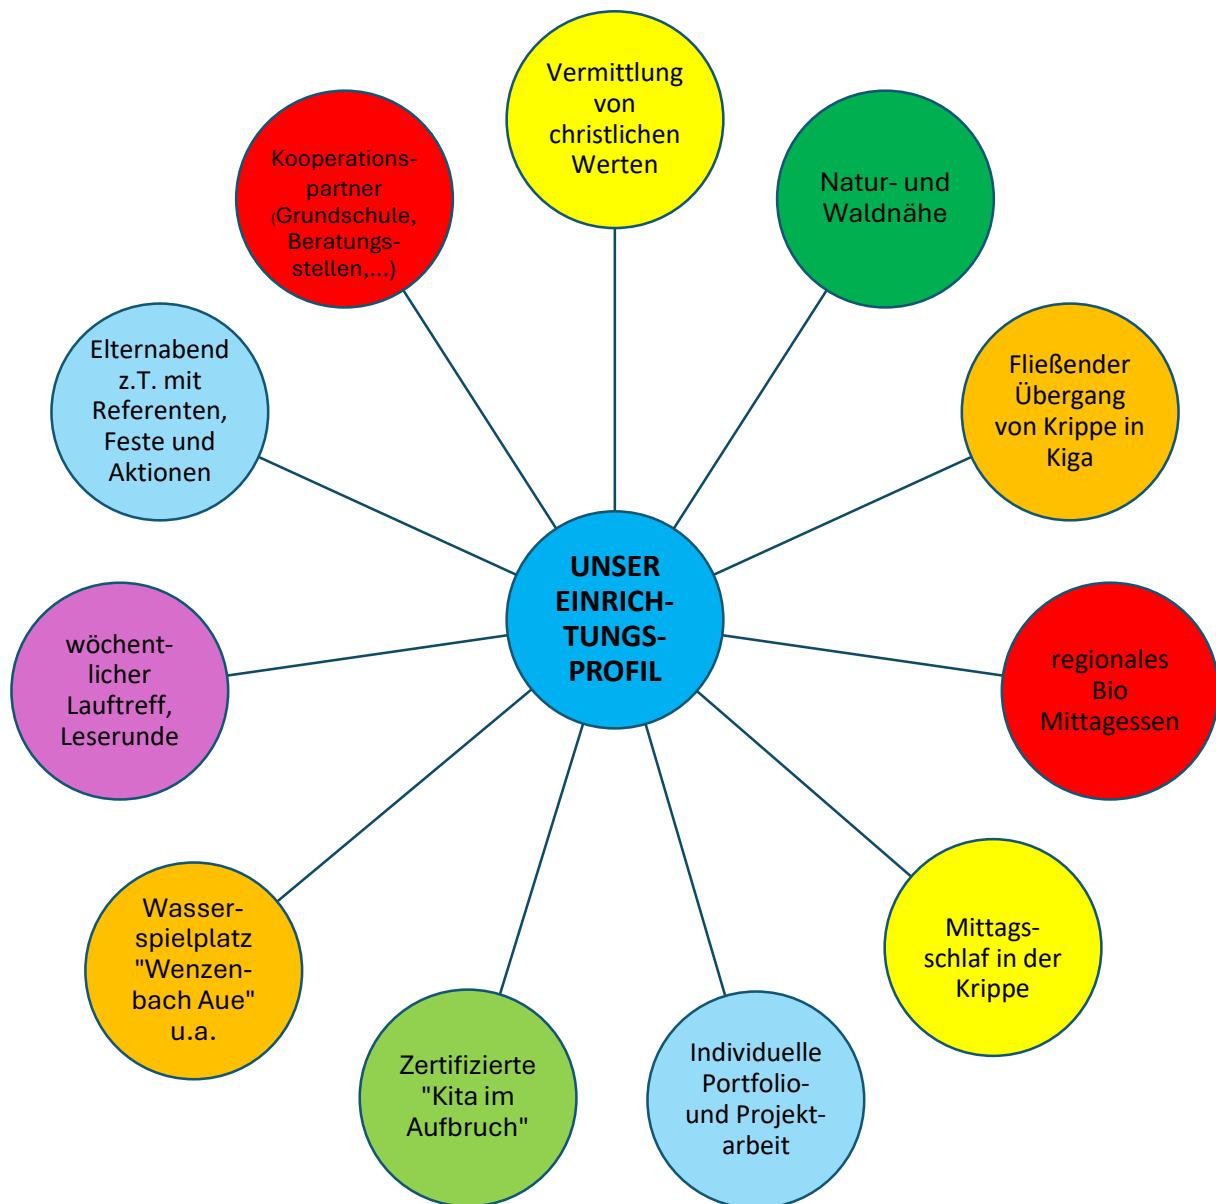 Vermittlung
von
christlichen
Werten
Natur- und
Waldnähe
Fließender
Übergang
von Krippe in
Kiga
regionales
Bio
Mittagessen
Mittags-
schlaf in der
Krippe
Individuelle
Portfolio-
und Projekt-
arbeit
Zertifizierte
"Kita im
Aufbruch"
Wasser-
spielplatz
"Wenzen-
bach Aue"
u.a.
wöchent-
licher
Lauftreff,
Leserunde
Elternabend
z.T. mit
Referenten,
Feste und
Aktionen
Kooperations-
partner
(Grundschule,
Beratungs-
stellen,...)
UNSER
EINRICH-
TUNGS-
PROFIL